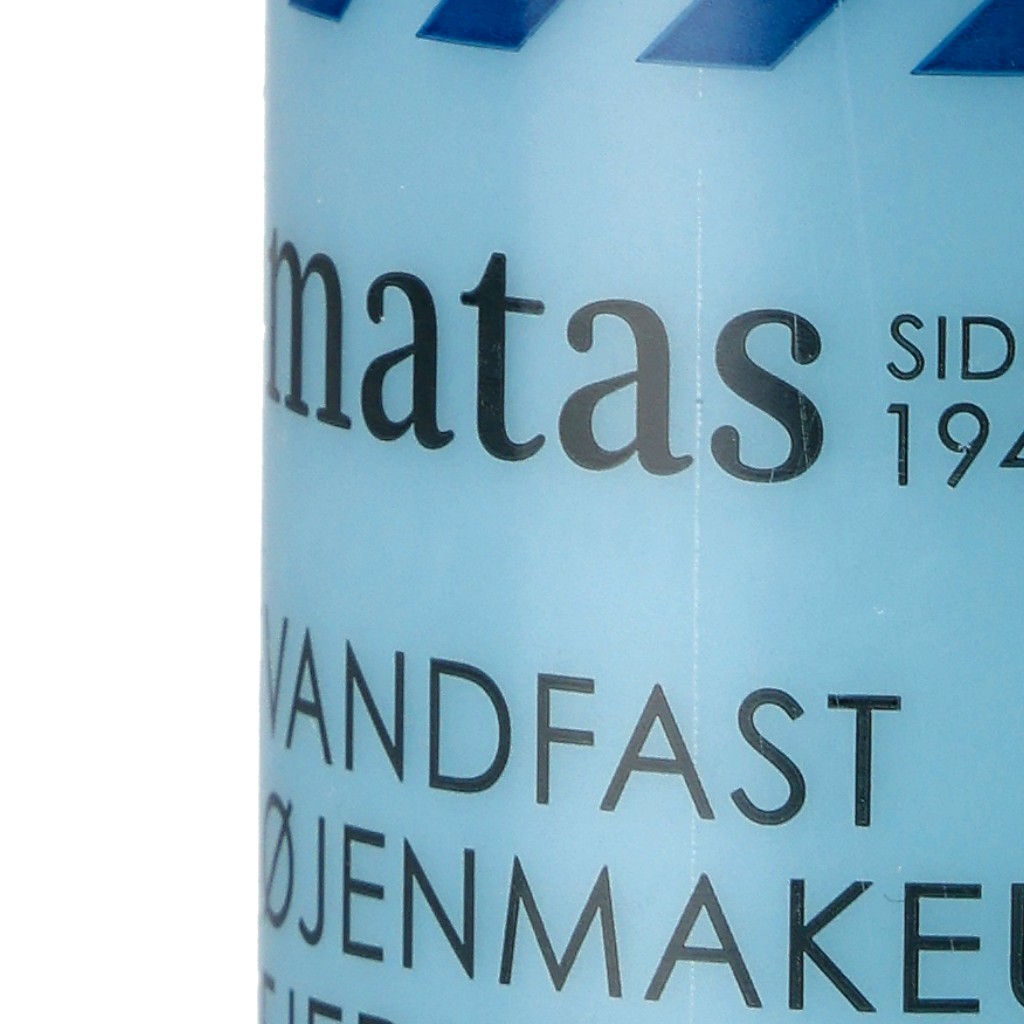 matas
SID
194
VANDFAST
ØJENMAKEU